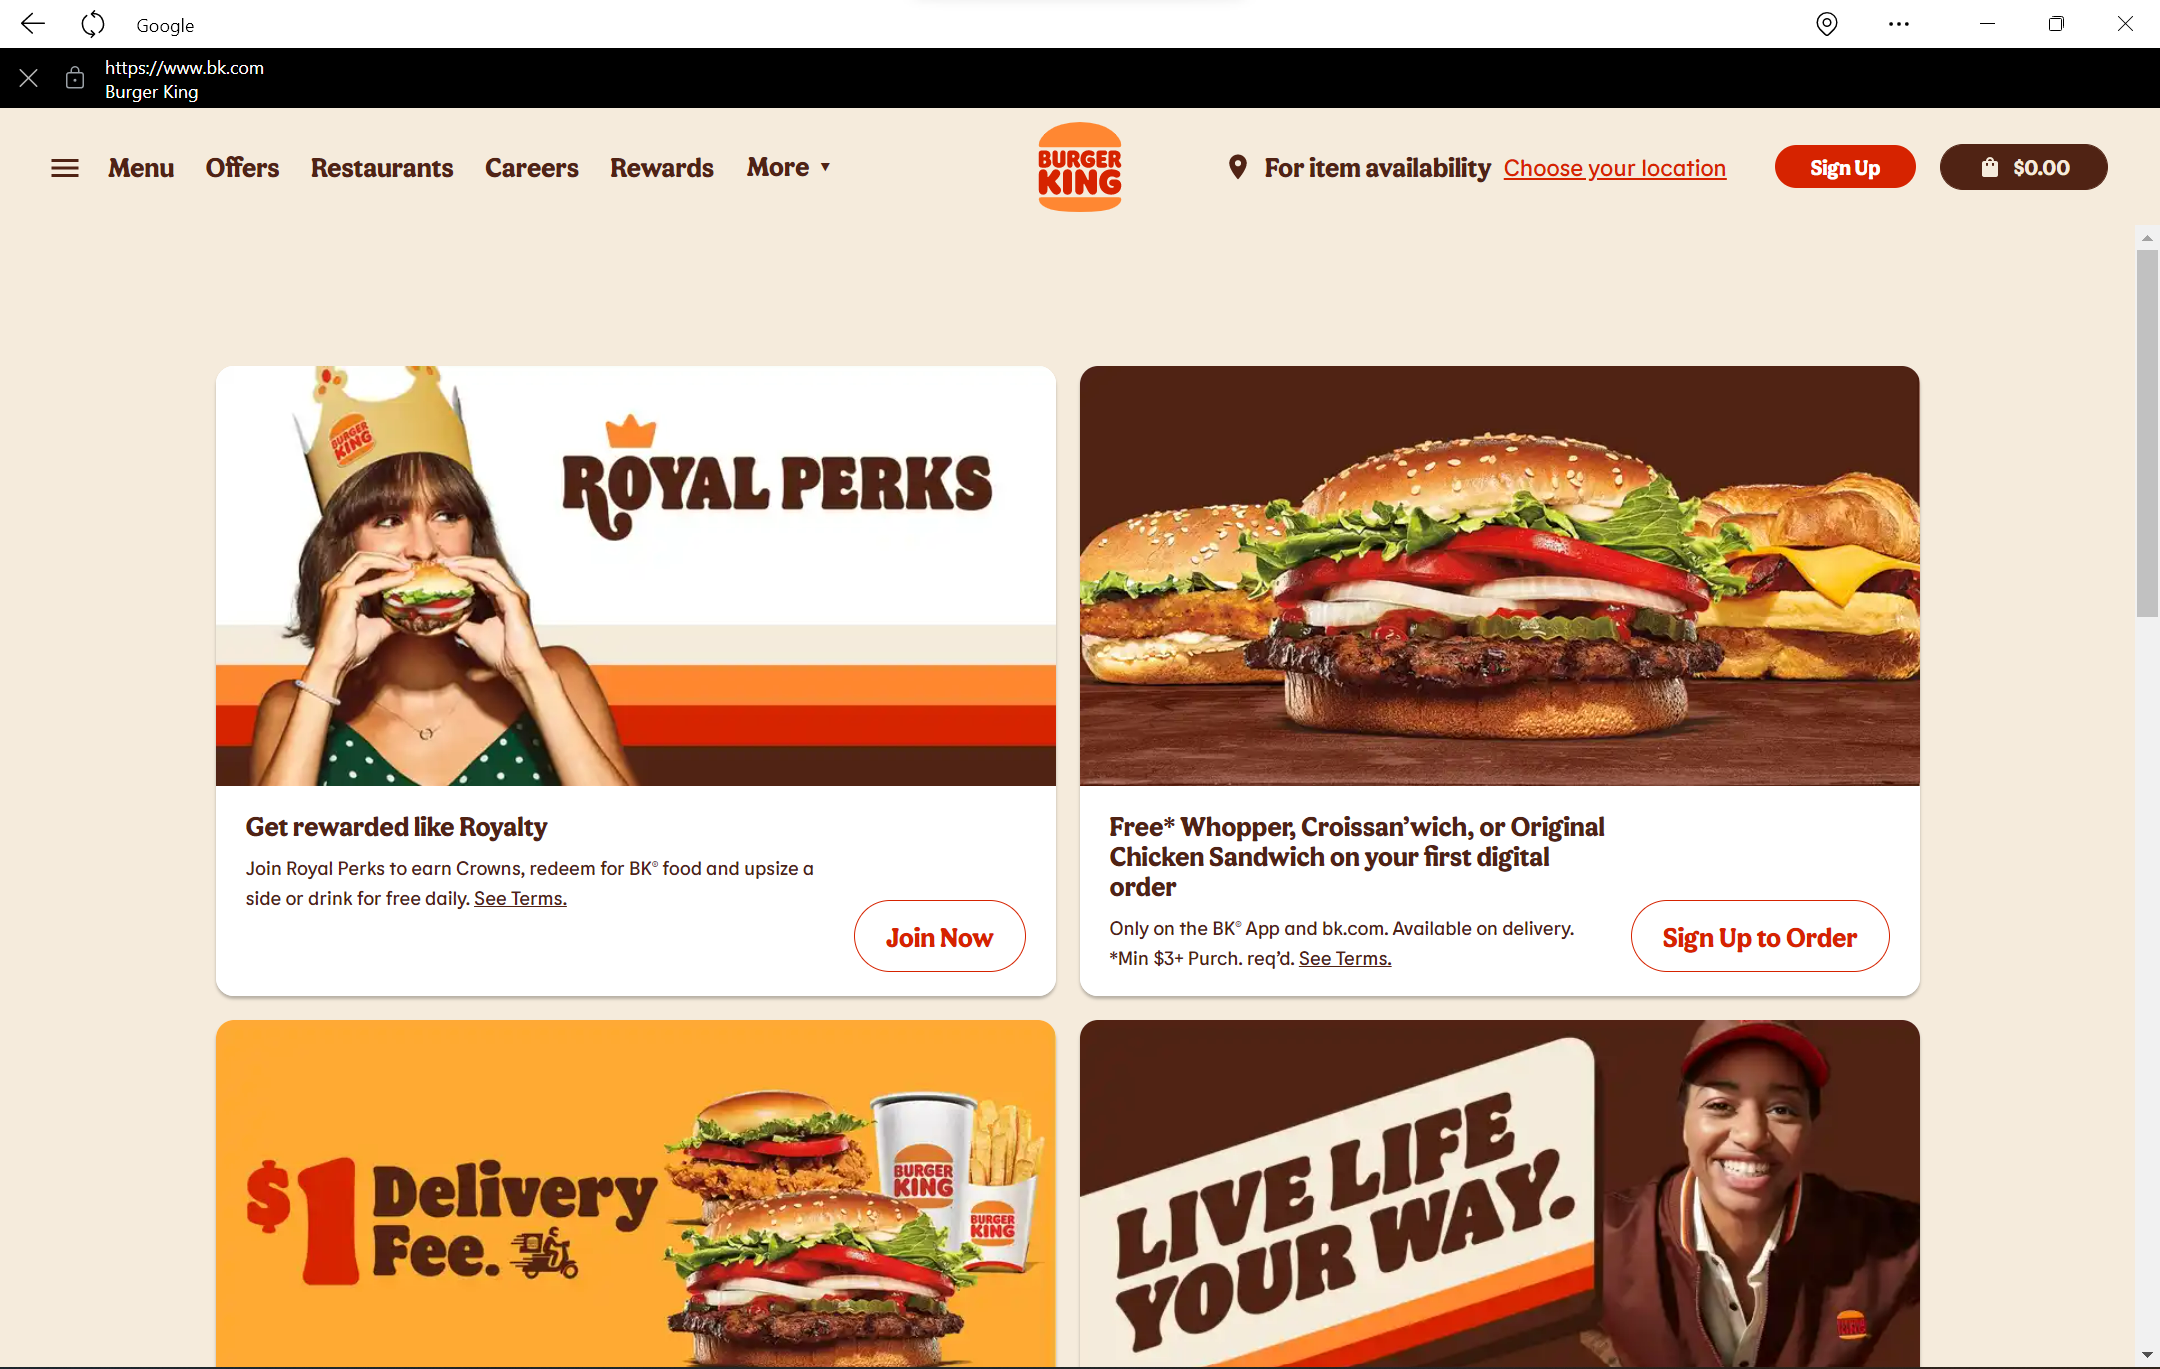 Google
https://www.bk.com
Burger King
Menu
Offers
Restaurants
Careers
Rewards
More
BURGER
KING
For item availability Choose your location
Sign Up
$0.00
BURGER
KING
ROYAL PERKS
Get rewarded like Royalty
Join Royal Perks to earn Crowns, redeem for BK® food and upsize a
side or drink for free daily. See Terms.
Join Now
Free* Whopper, Croissan’wich, or Original
Chicken Sandwich on your first digital
order
Only on the BK® App and bk.com. Available on delivery.
*Min $3+ Purch. req’d. See Terms.
Sign Up to Order
$1 Delivery
Fee.
BURGER
KING
BURGER
KING
LIVE LIFE
YOUR WAY.